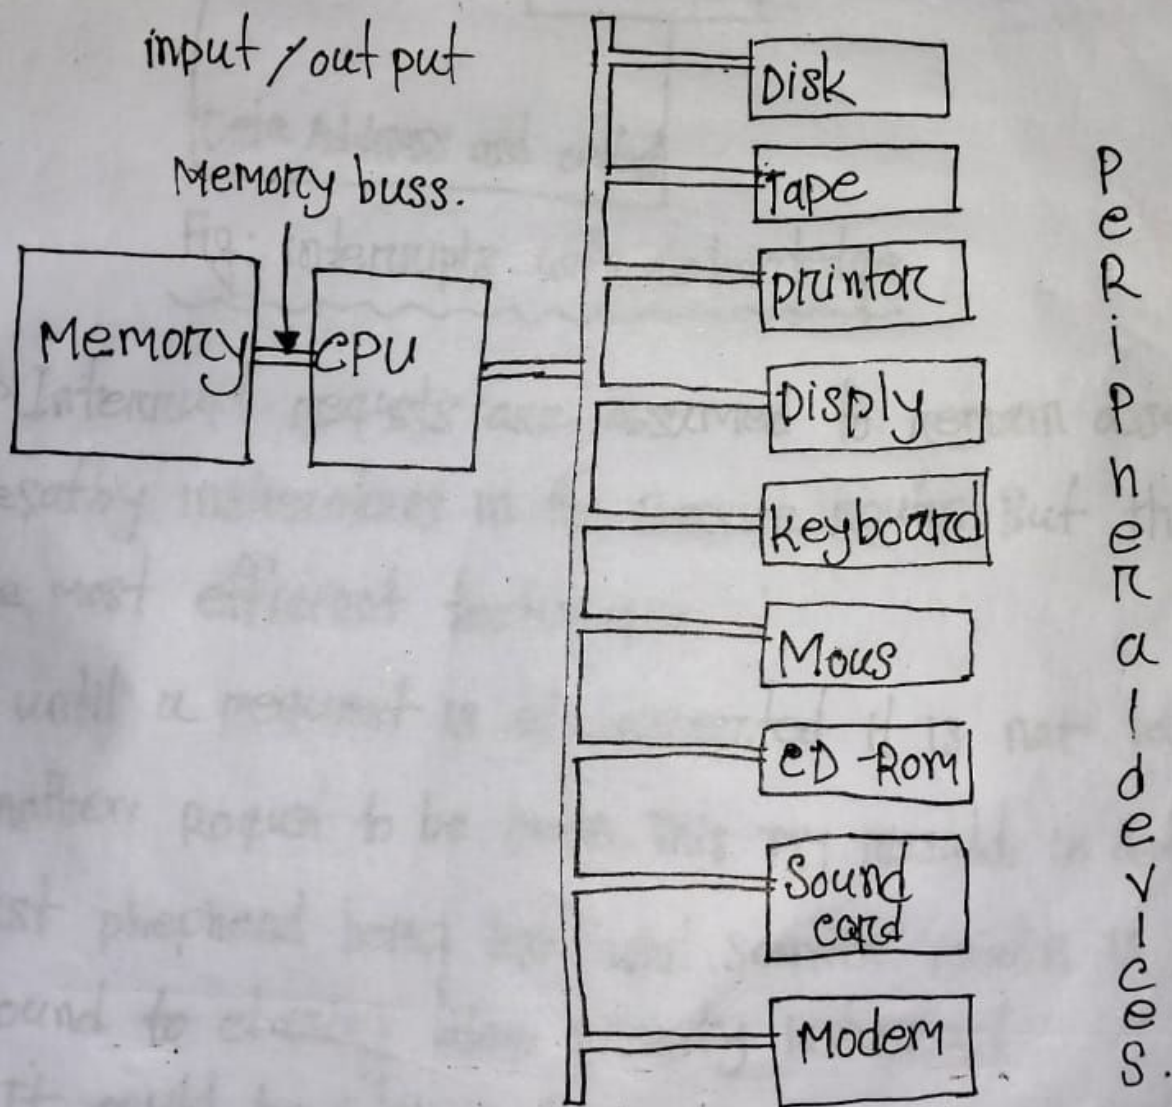 input / out put
Memory buss.
Memory
CPU
Disk
Tape
printor
Disply
keyboard
Mous
CD-Rom
Sound
card
Modem
PeRipheral devices.